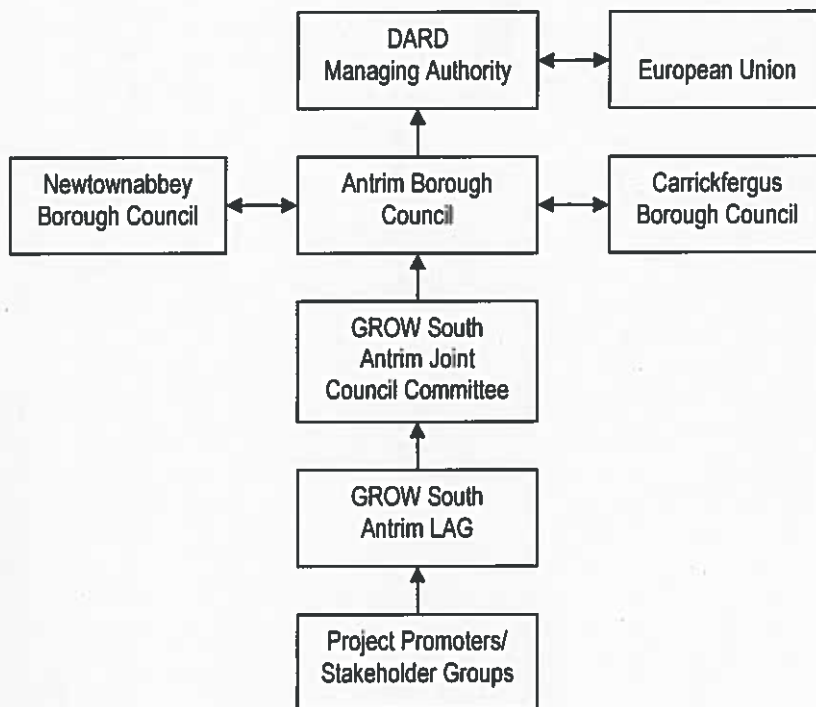 DARD
Managing Authority
European Union
Newtownabbey
Borough Council
Antrim Borough
Council
Carrickfergus
Borough Council
GROW South
Antrim Joint
Council Committee
GROW South
Antrim LAG
Project Promoters/
Stakeholder Groups